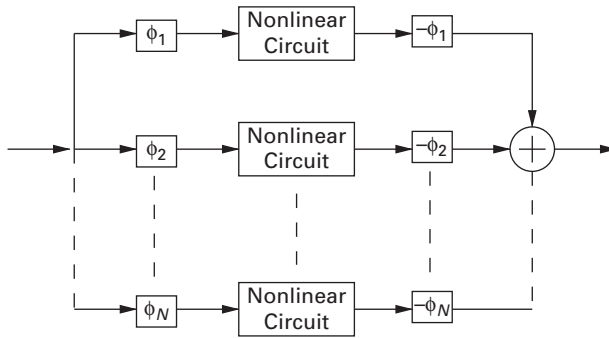 ϕ1
Nonlinear
Circuit
−ϕ1
ϕ2
Nonlinear
Circuit
−ϕ2
ϕN
Nonlinear
Circuit
−ϕN